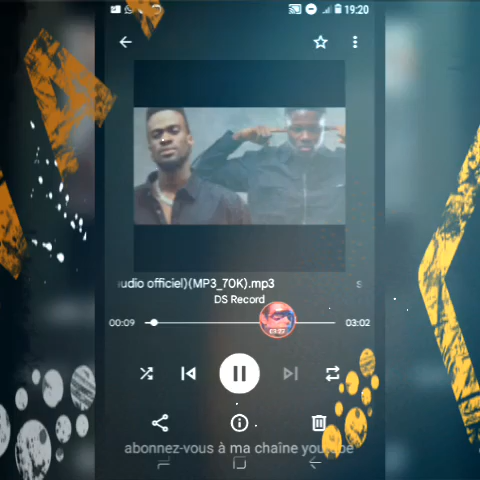 19:20
udio officiel)(MP3_70K).mp3
s
DS Record
00:09
03:02
abonnez-vous à ma chaîne youtube